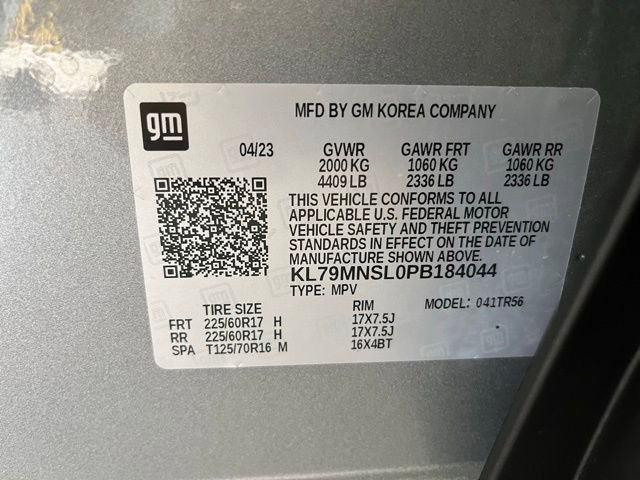 gm
MFD BY GM KOREA COMPANY
04/23 GVWR GAWR FRT GAWR RR
2000 KG 1060 KG 1060 KG
4409 LB 2336 LB 2336 LB
THIS VEHICLE CONFORMS TO ALL
APPLICABLE U.S. FEDERAL MOTOR
VEHICLE SAFETY AND THEFT PREVENTION
STANDARDS IN EFFECT ON THE DATE OF
MANUFACTURE SHOWN ABOVE.
KL79MNSL0PB184044
TYPE: MPV
TIRE SIZE RIM MODEL: 041TR56
FRT 225/60R17 H 17X7.5J
RR 225/60R17 H 17X7.5J
SPA T125/70R16 M 16X4BT